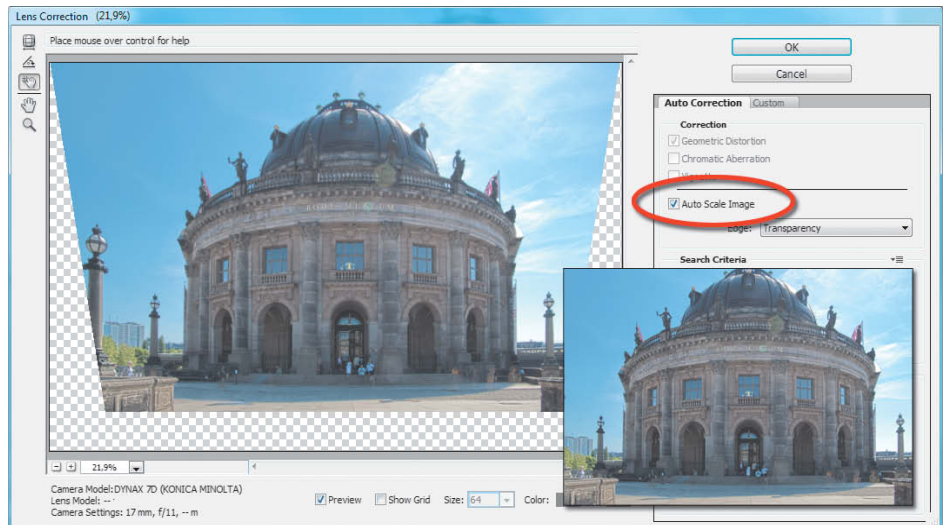 Lens Correction (21,9%)
Place mouse over control for help
OK
Cancel
Auto Correction Custom
Correction
Geometric Distortion
Chromatic Aberration
Auto Scale Image
Edge: Transparency
Search Criteria
BODE MUSEUM
21,9%
Camera Model:DYNAX 7D (KONICA MINOLTA)
Lens Model: --
Camera Settings: 17 mm, f/11, -- m
Preview Show Grid Size: 64 Color: